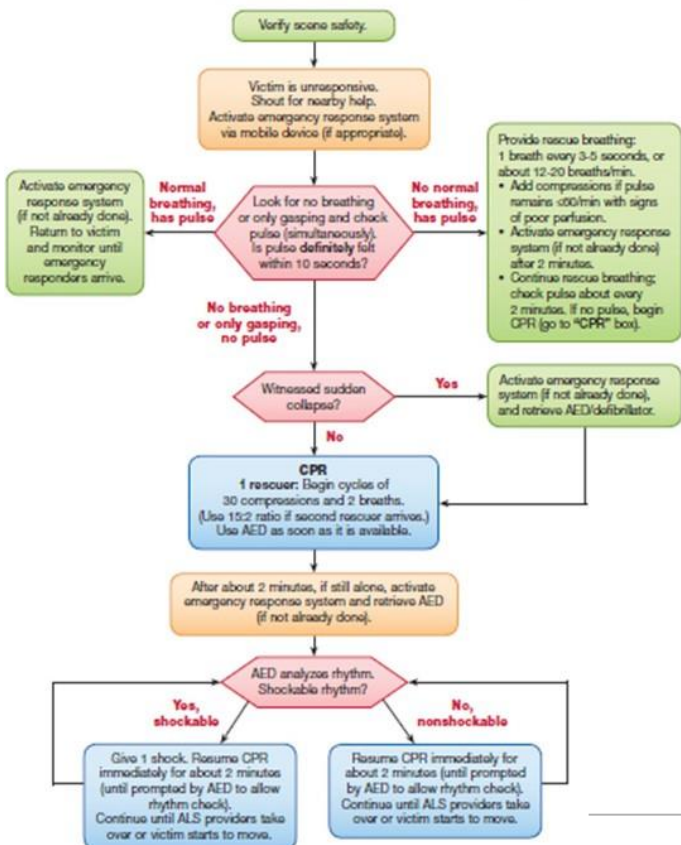 Verify scene safety.
Victim is unresponsive.
Shout for nearby help.
Activate emergency response system
via mobile device (if appropriate).
Activate emergency
response system
(if not already done).
Return to victim
and monitor until
emergency
responders arrive.
Normal
breathing,
has pulse
Look for no breathing
or only gasping and check
pulse (simultaneously).
Is pulse definitely felt
within 10 seconds?
No normal
breathing,
has pulse
Provide rescue breathing:
1 breath every 3-5 seconds, or
about 12-20 breaths/min.
• Add compressions if pulse
remains ≤60/min with signs
of poor perfusion.
• Activate emergency response
system (if not already done)
after 2 minutes.
• Continue rescue breathing;
check pulse about every
2 minutes. If no pulse, begin
CPR (go to "CPR" box).
No breathing
or only gasping,
no pulse
Witnessed sudden
collapse?
Yes
Activate emergency response
system (if not already done),
and retrieve AED/defibrillator.
No
CPR
1 rescuer: Begin cycles of
30 compressions and 2 breaths.
(Use 15:2 ratio if second rescuer arrives.)
Use AED as soon as it is available.
After about 2 minutes, if still alone, activate
emergency response system and retrieve AED
(if not already done).
AED analyzes rhythm.
Shockable rhythm?
Yes,
shockable
No,
nonshockable
Give 1 shock. Resume CPR
immediately for about 2 minutes
(until prompted by AED to allow
rhythm check).
Continue until ALS providers take
over or victim starts to move.
Resume CPR immediately for
about 2 minutes (until prompted
by AED to allow rhythm check).
Continue until ALS providers take
over or victim starts to move.